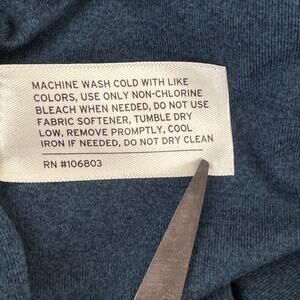 MACHINE WASH COLD WITH LIKE
COLORS, USE ONLY NON-CHLORINE
BLEACH WHEN NEEDED, DO NOT USE
FABRIC SOFTENER, TUMBLE DRY
LOW, REMOVE PROMPTLY, COOL
IRON IF NEEDED, DO NOT DRY CLEAN
RN #106803